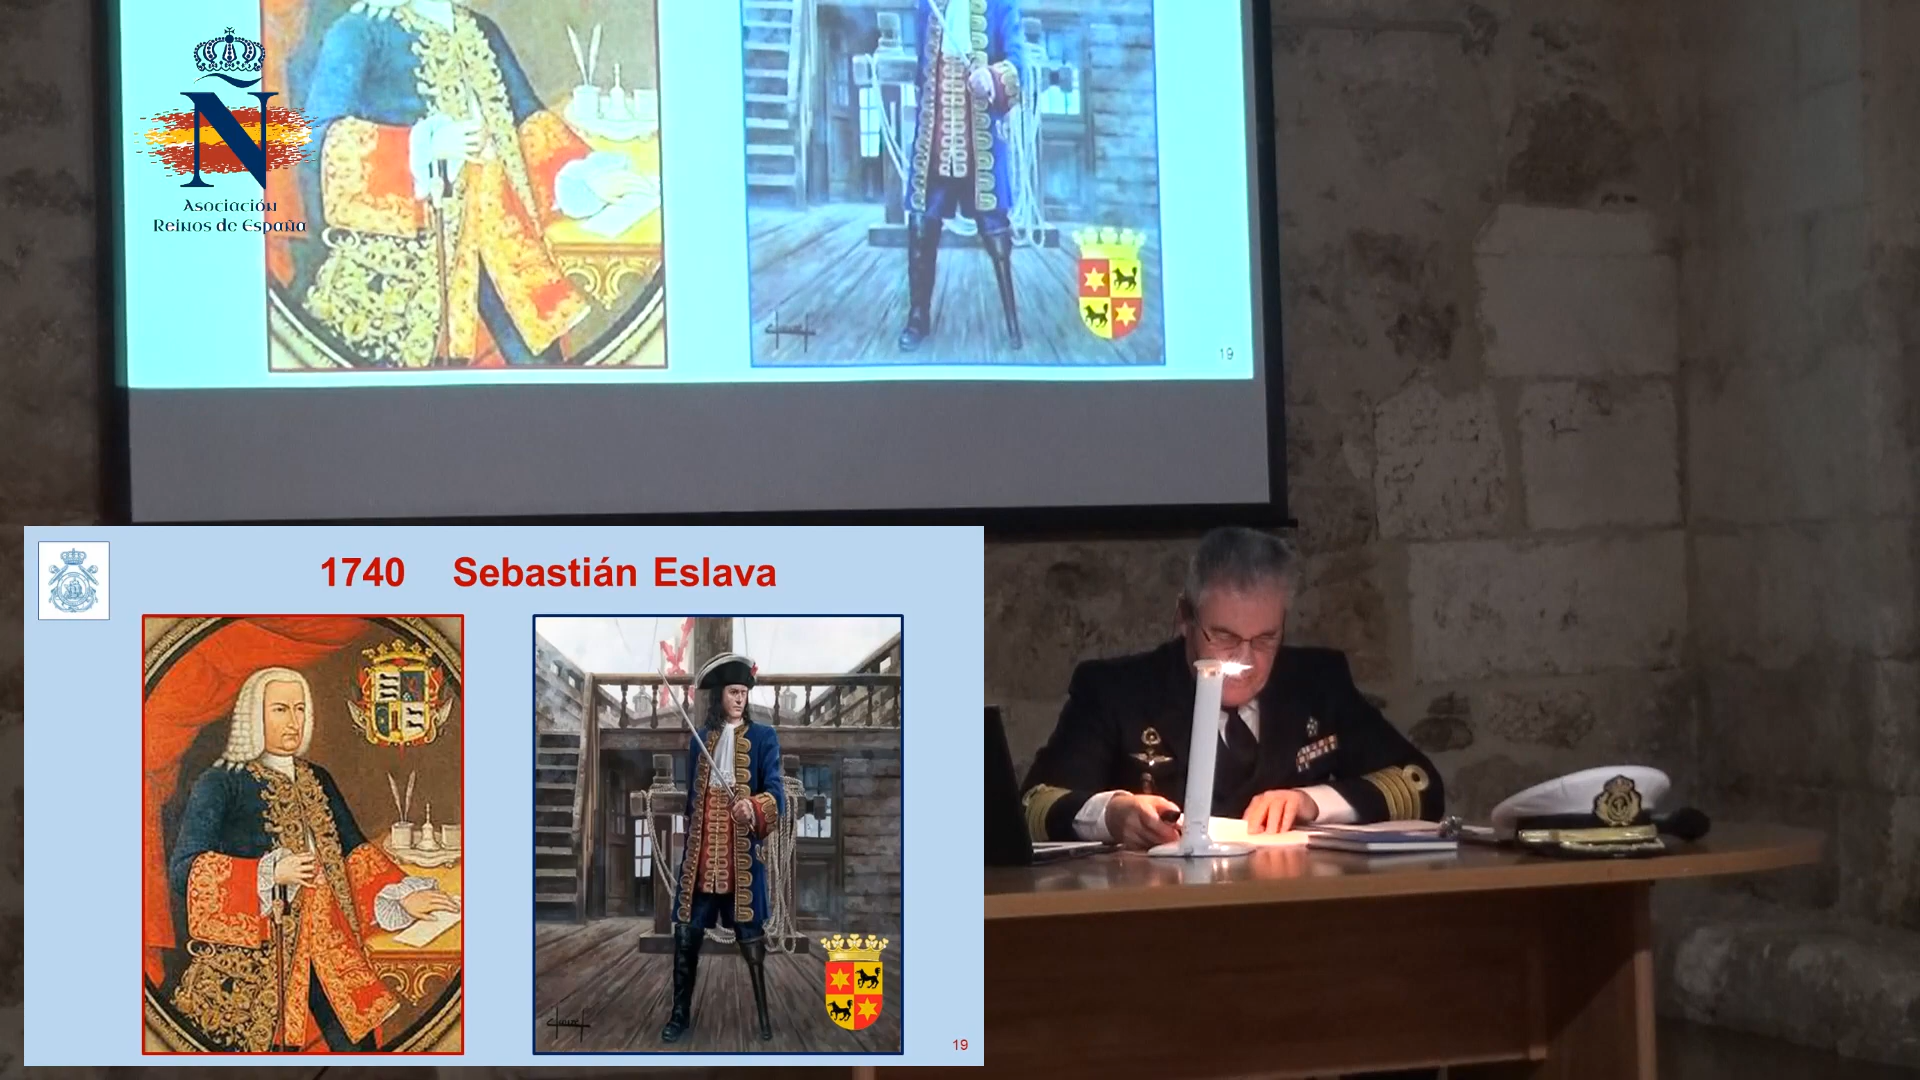 Ñ
Asociación
Reinos de España
19
1740 Sebastián Eslava
19